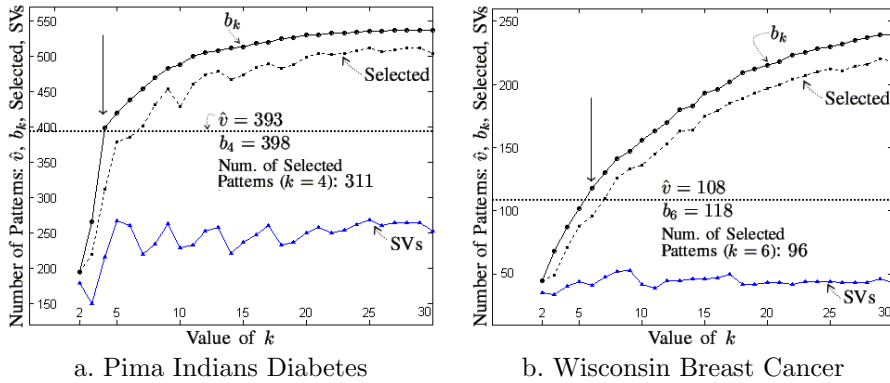 Number of Patterns: v̂, b_k, Selected, SVs
550
500
450
400
350
300
250
200
150
2
5
10
15
20
25
30
b_k
Selected
v̂ = 393
b_4 = 398
Num. of Selected
Patterns (k = 4): 311
SVs
Value of k
a. Pima Indians Diabetes
Number of Patterns: v̂, b_k, Selected, SVs
250
200
150
100
50
2
5
10
15
20
25
30
b_k
Selected
v̂ = 108
b_6 = 118
Num. of Selected
Patterns (k = 6): 96
SVs
Value of k
b. Wisconsin Breast Cancer